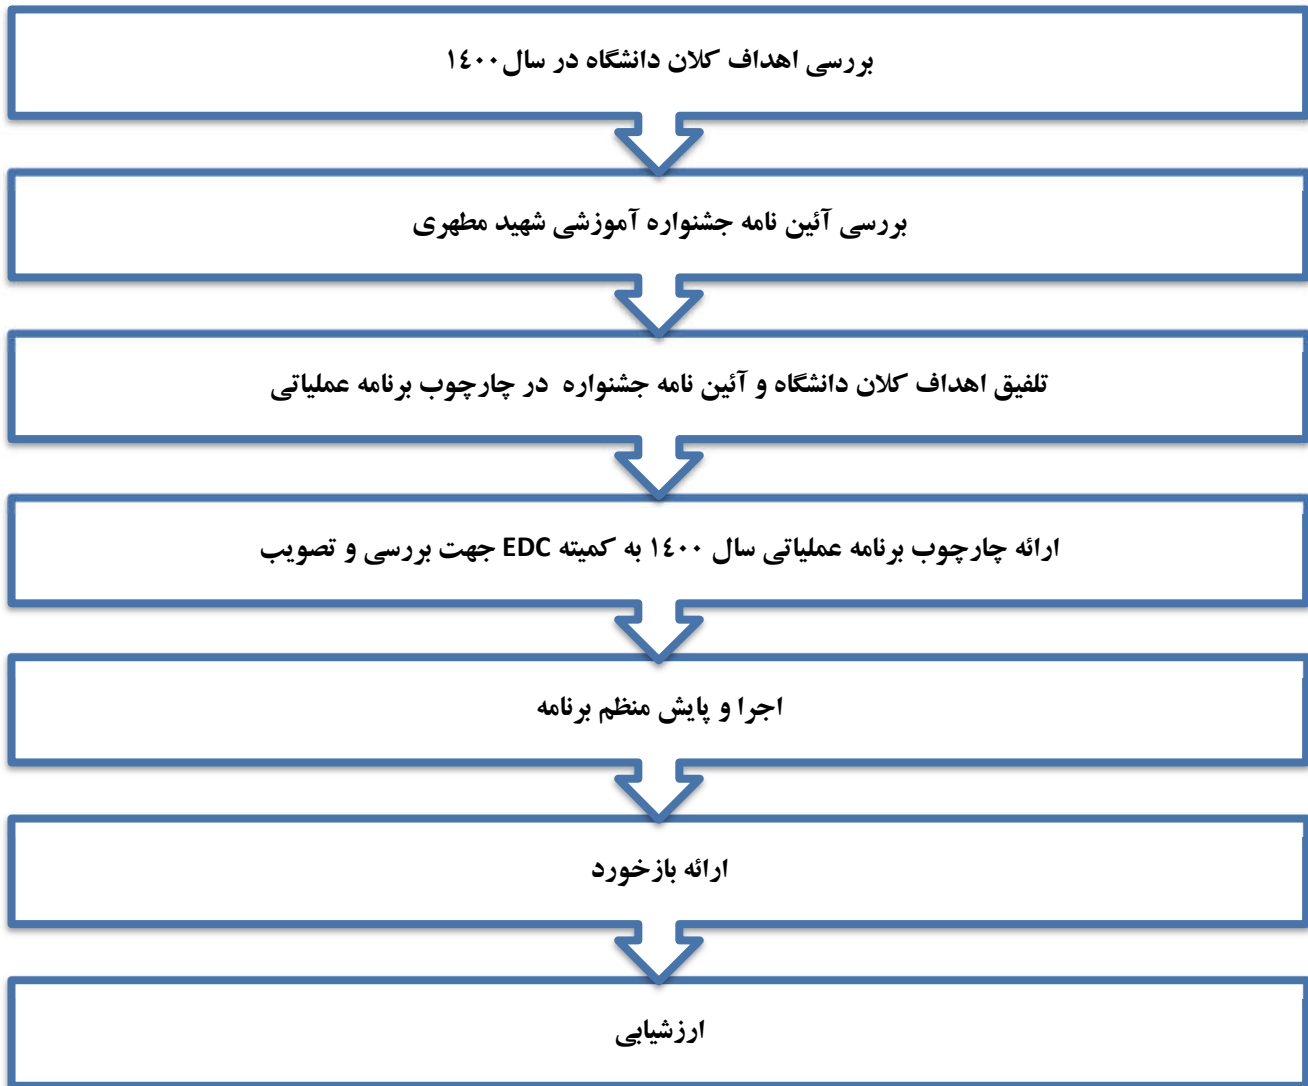 بررسی اهداف کلان دانشگاه در سال۱٤۰۰
بررسی آئین نامه جشنواره آموزشی شهید مطهری
تلفیق اهداف کلان دانشگاه و آئین نامه جشنواره در چارچوب برنامه عملیاتی
ارائه چارچوب برنامه عملیاتی سال ۱٤۰۰ به کمیته EDC جهت بررسی و تصویب
اجرا و پایش منظم برنامه
ارائه بازخورد
ارزشیابی